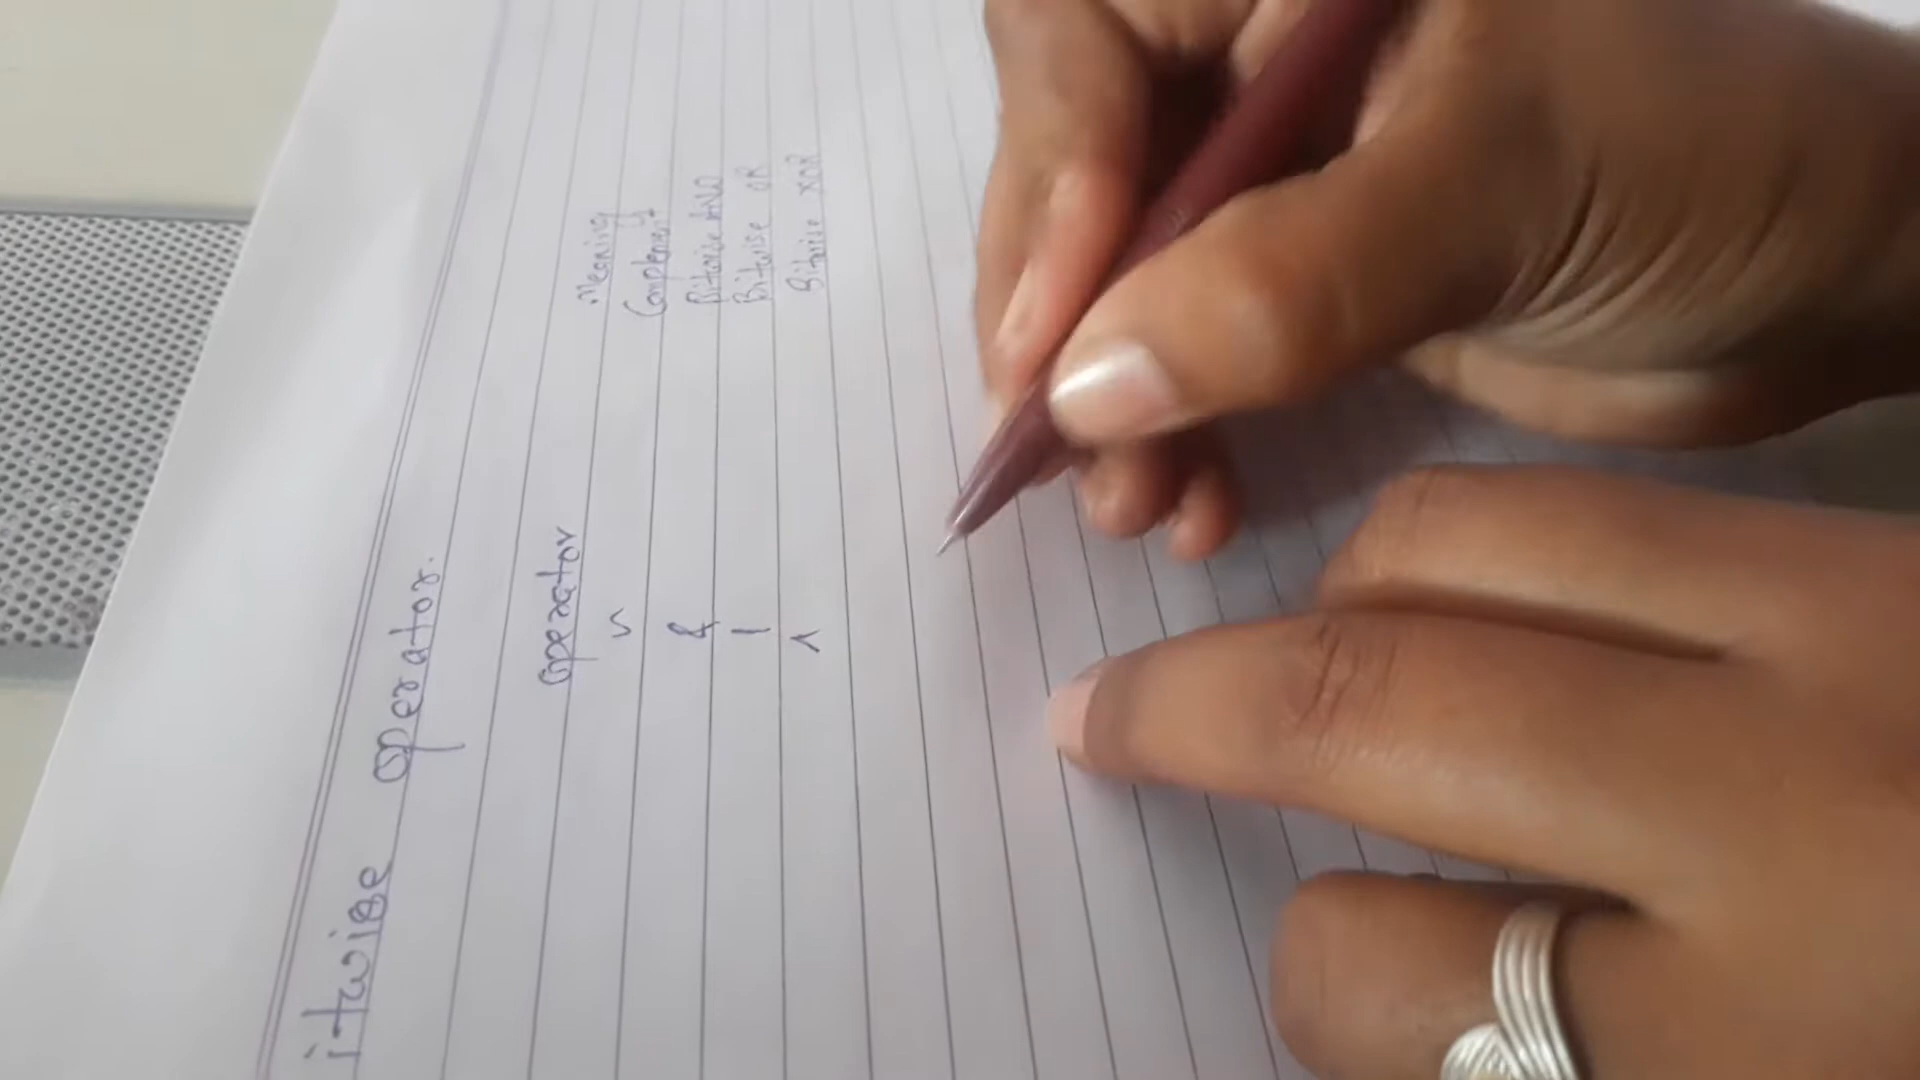 itwise operator.
operator Meaning
~ Complement
& Bitwise AND
| Bitwise OR
^ Bitwise XOR